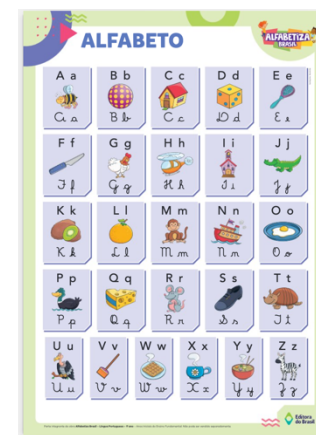 ALFABETO
ALFABETIZA
BRASIL
A a B b C c D d E e
A a B b C c D d E e
F f G g H h I i J j
F f G g H h I i J j
K k L l M m N n O o
K k L l M m N n O o
P p Q q R r S s T t
P p Q q R r S s T t
U u V v W w X x Y y Z z
U u V v W w X x Y y Z z
Editora
do Brasil